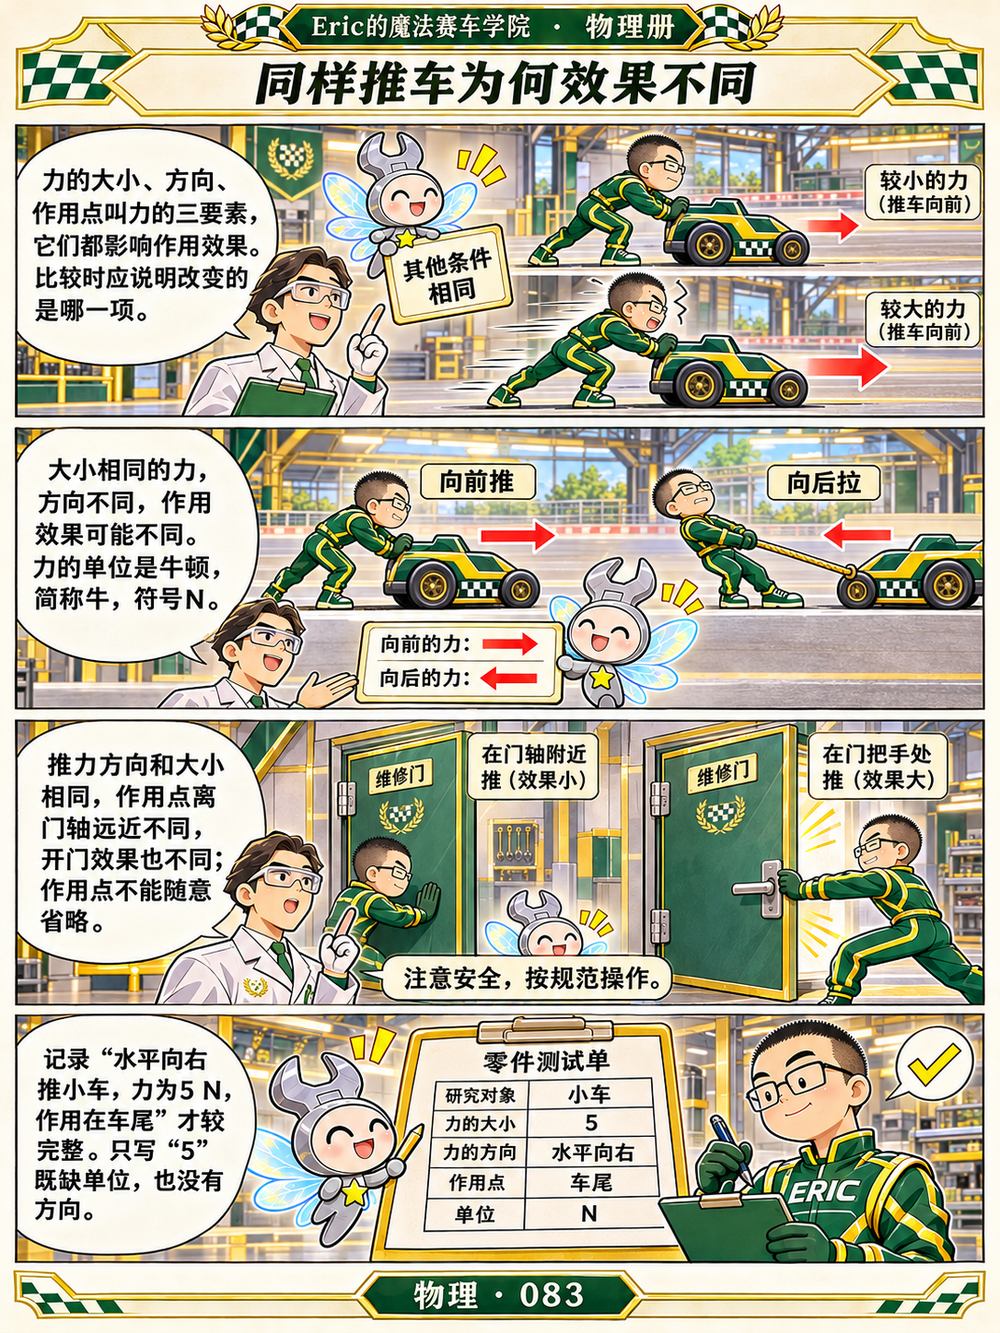 Eric的魔法赛车学院 · 物理册
同样推车为何效果不同
力的大小、方向、
作用点叫力的三要素，
它们都影响作用效果。
比较时应说明改变的
是哪一项。
其他条件
相同
较小的力
（推车向前）
较大的力
（推车向前）
大小相同的力，
方向不同，作用
效果可能不同。
力的单位是牛顿，
简称牛，符号N。
向前推
向后拉
向前的力：
向后的力：
推力方向和大小
相同，作用点离
门轴远近不同，
开门效果也不同；
作用点不能随意
省略。
维修门
在门轴附近
推（效果小）
维修门
在门把手处
推（效果大）
注意安全，按规范操作。
记录“水平向右
推小车，力为5 N，
作用在车尾”才较
完整。只写“5”
既缺单位，也没有
方向。
零件测试单
研究对象 小车
力的大小 5
力的方向 水平向右
作用点 车尾
单位 N
ERIC
物理 · 083